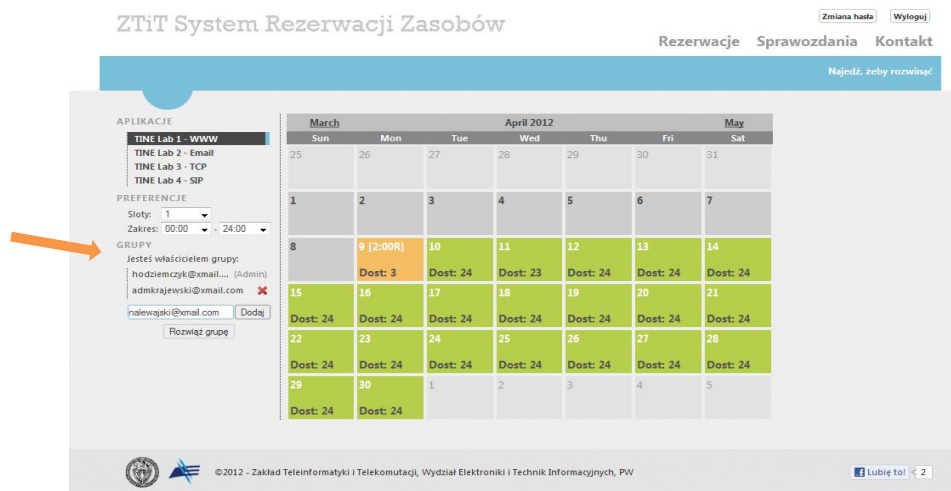 ZTiT System Rezerwacji Zasobów
Zmiana hasła Wyloguj
Rezerwacje Sprawozdania Kontakt
Najedź, żeby rozwinąć
APLIKACJE
TINE Lab 1 - WWW
TINE Lab 2 - Email
TINE Lab 3 - TCP
TINE Lab 4 - SIP
PREFERENCJE
Sloty: 1
Zakres: 00:00 - 24:00
GRUPY
Jesteś właścicielem grupy:
hodziemczyk@xmail.... (Admin)
admkrajewski@xmail.com
nalewajski@xmail.com Dodaj
Rozwiąż grupę
March April 2012 May
Sun Mon Tue Wed Thu Fri Sat
25 26 27 28 29 30 31
1 2 3 4 5 6 7
8 9 [2:00R] 10 11 12 13 14
Dost: 3 Dost: 24 Dost: 23 Dost: 24 Dost: 24 Dost: 24
15 16 17 18 19 20 21
Dost: 24 Dost: 24 Dost: 24 Dost: 24 Dost: 24 Dost: 24 Dost: 24
22 23 24 25 26 27 28
Dost: 24 Dost: 24 Dost: 24 Dost: 24 Dost: 24 Dost: 24 Dost: 24
29 30 1 2 3 4 5
Dost: 24 Dost: 24
©2012 - Zakład Teleinformatyki i Telekomutacji, Wydział Elektroniki i Technik Informacyjnych, PW
Lubię to! 2